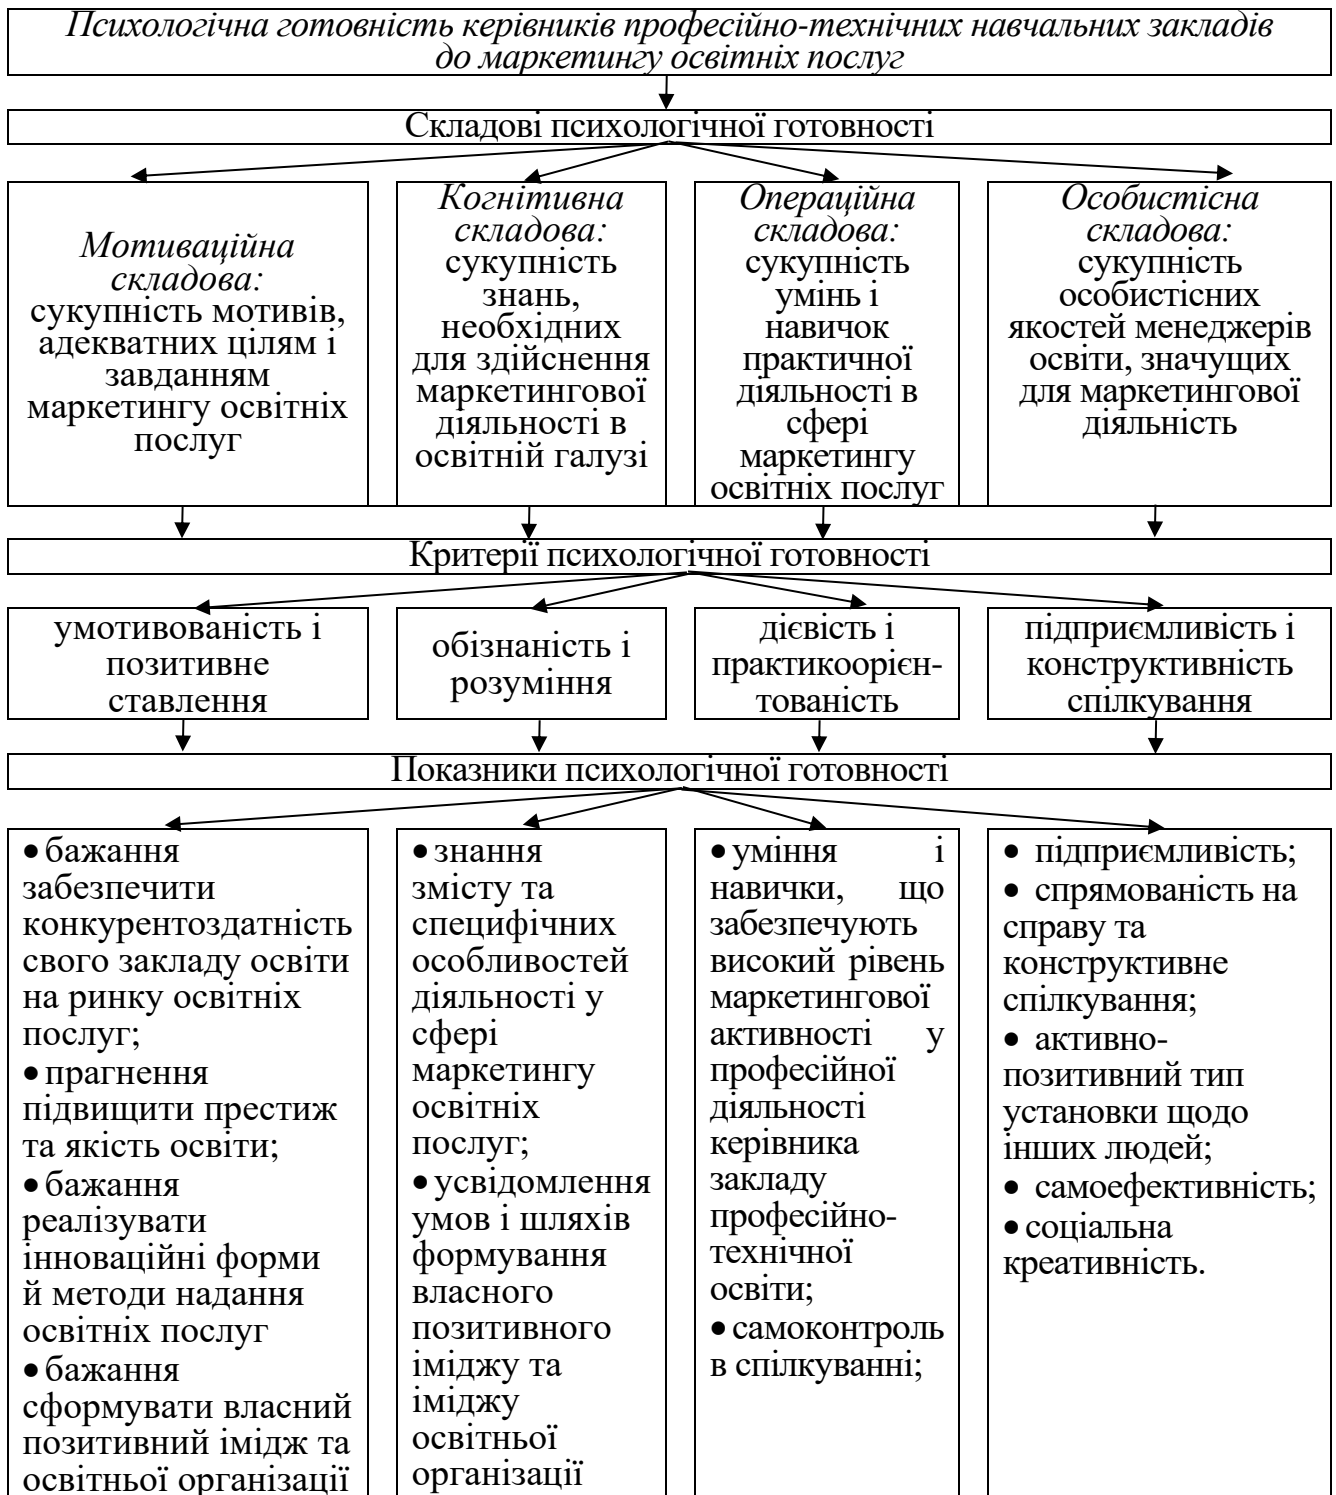 Психологічна готовність керівників професійно-технічних навчальних закладів
до маркетингу освітніх послуг
Складові психологічної готовності
Мотиваційна
складова:
сукупність мотивів,
адекватних цілям і
завданням
маркетингу освітніх
послуг
Когнітивна
складова:
сукупність
знань,
необхідних
для здійснення
маркетингової
діяльності в
освітній галузі
Операційна
складова:
сукупність
умінь і
навичок
практичної
діяльності в
сфері
маркетингу
освітніх послуг
Особистісна
складова:
сукупність
особистісних
якостей менеджерів
освіти, значущих
для маркетингової
діяльність
Критерії психологічної готовності
умотивованість і
позитивне
ставлення
обізнаність і
розуміння
дієвість і
практикоорієн-
тованість
підприємливість і
конструктивність
спілкування
Показники психологічної готовності
• бажання
забезпечити
конкурентоздатність
свого закладу освіти
на ринку освітніх
послуг;
• прагнення
підвищити престиж
та якість освіти;
• бажання
реалізувати
інноваційні форми
й методи надання
освітніх послуг
• бажання
сформувати власний
позитивний імідж та
освітньої організації
• знання
змісту та
специфічних
особливостей
діяльності у
сфері
маркетингу
освітніх
послуг;
• усвідомлення
умов і шляхів
формування
власного
позитивного
іміджу та
іміджу
освітньої
організації
• уміння і
навички, що
забезпечують
високий рівень
маркетингової
активності у
професійної
діяльності
керівника
закладу
професійно-
технічної
освіти;
• самоконтроль
в спілкуванні;
• підприємливість;
• спрямованість на
справу та
конструктивне
спілкування;
• активно-
позитивний тип
установки щодо
інших людей;
• самоефективність;
• соціальна
креативність.